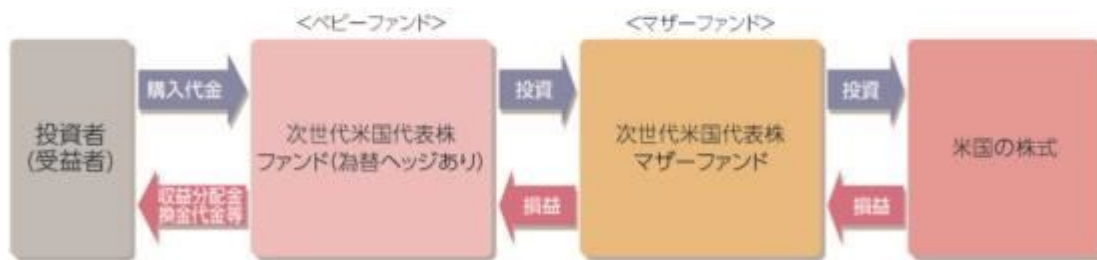 <ベビーファンド>
<マザーファンド>
購入代金
投資
投資
投資者
(受益者)
次世代米国代表株
ファンド(為替ヘッジあり)
次世代米国代表株
マザーファンド
米国の株式
収益分配金
換金代金等
損益
損益